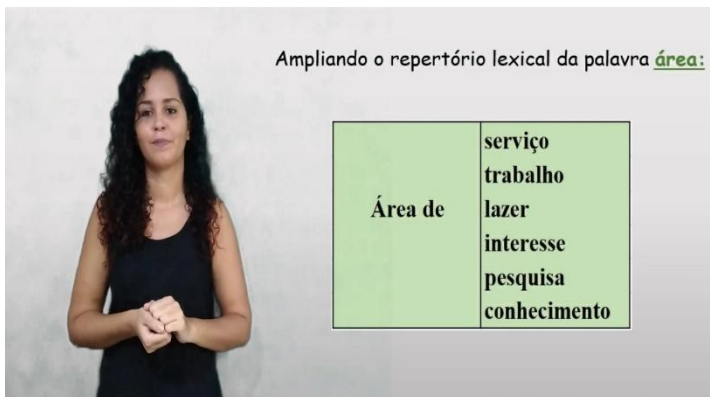 Ampliando o repertório lexical da palavra área:
Área de
serviço
trabalho
lazer
interesse
pesquisa
conhecimento